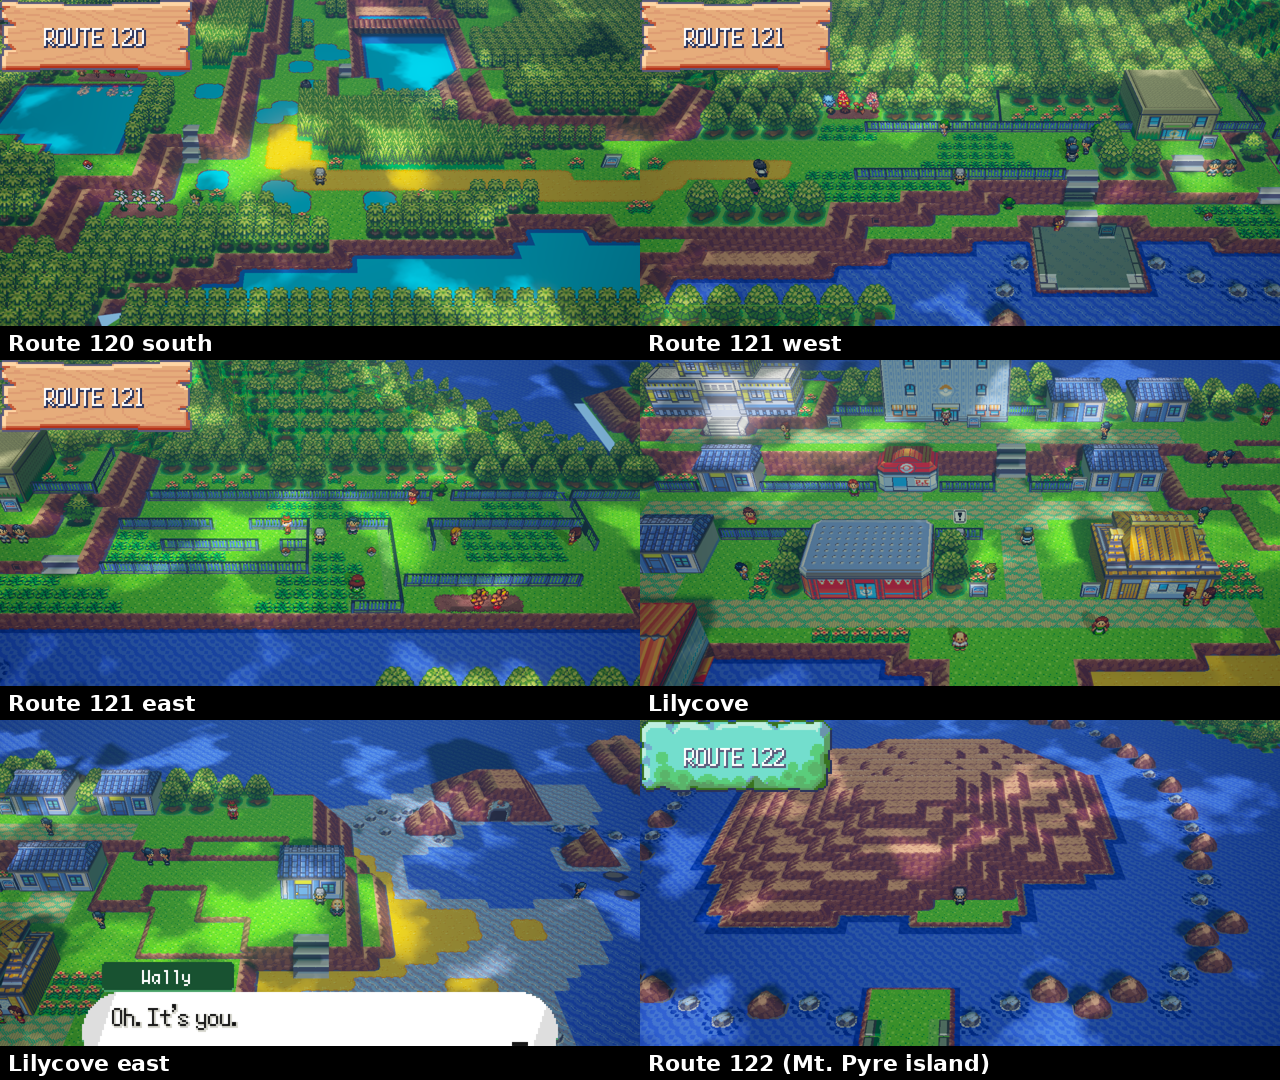 ROUTE 120
ROUTE 121
Route 120 south
Route 121 west
ROUTE 121
Route 121 east
Lilycove
Wally
Oh. It's you.
ROUTE 122
Lilycove east
Route 122 (Mt. Pyre island)